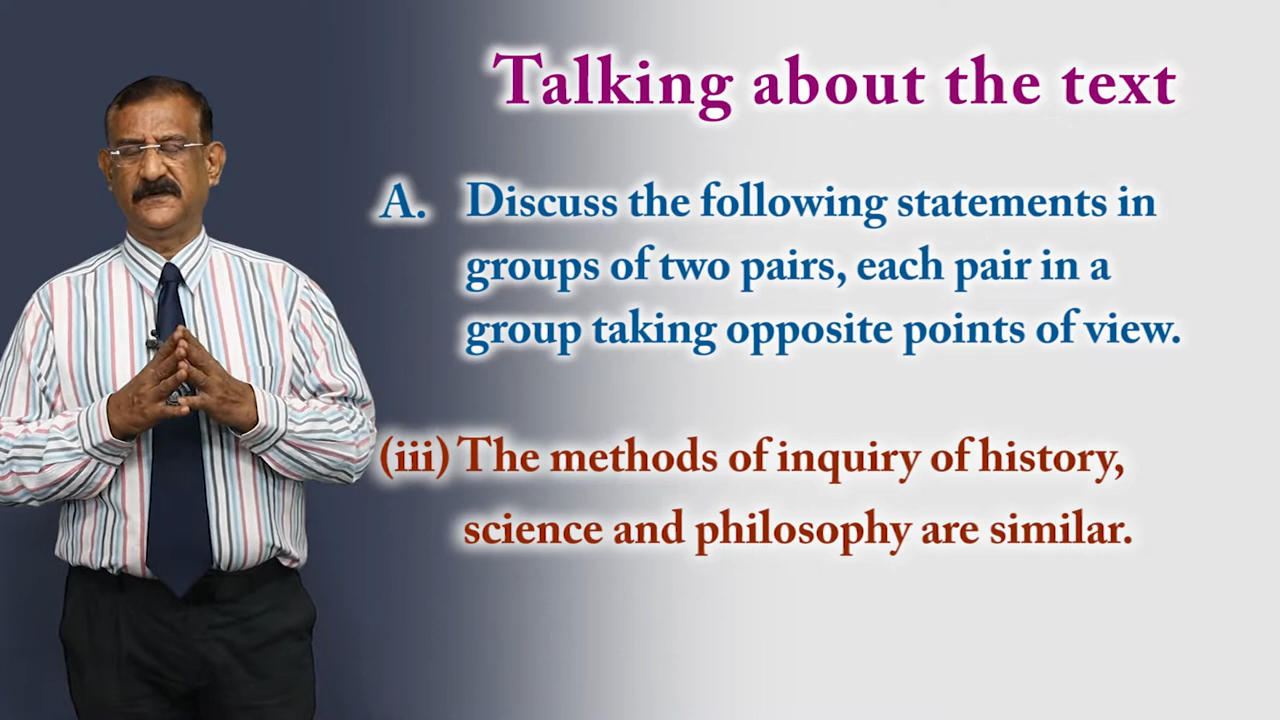 Talking about the text
A. Discuss the following statements in
groups of two pairs, each pair in a
group taking opposite points of view.
(iii) The methods of inquiry of history,
science and philosophy are similar.